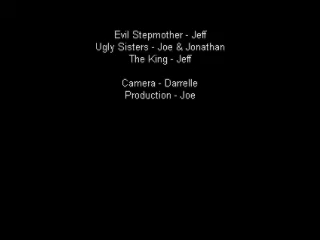 Evil Stepmother - Jeff
Ugly Sisters - Joe & Jonathan
The King - Jeff
Camera - Darrelle
Production - Joe